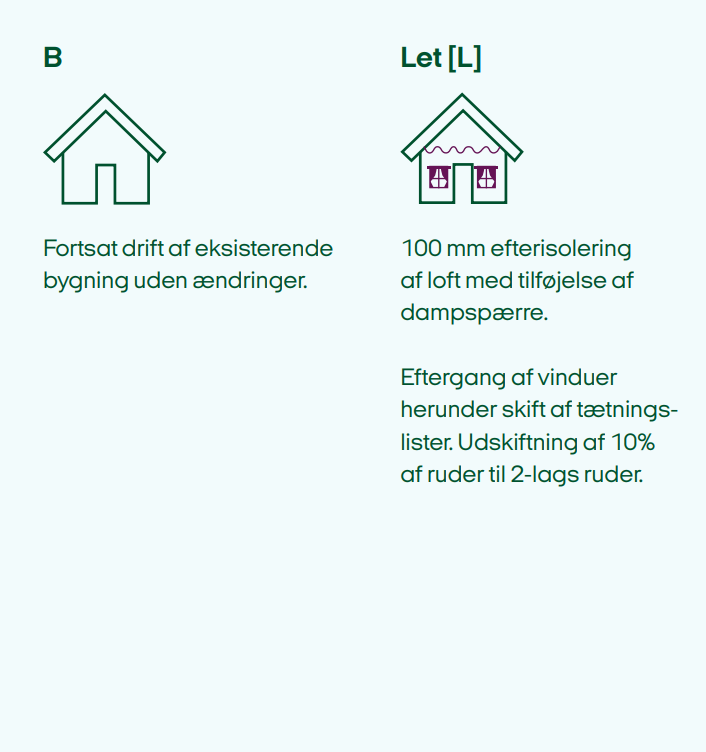 B
Fortsat drift af eksisterende
bygning uden ændringer.
Let [L]
100 mm efterisolering
af loft med tilføjelse af
dampspærre.
Eftergang af vinduer
herunder skift af tætnings-
lister. Udskiftning af 10%
af ruder til 2-lags ruder.